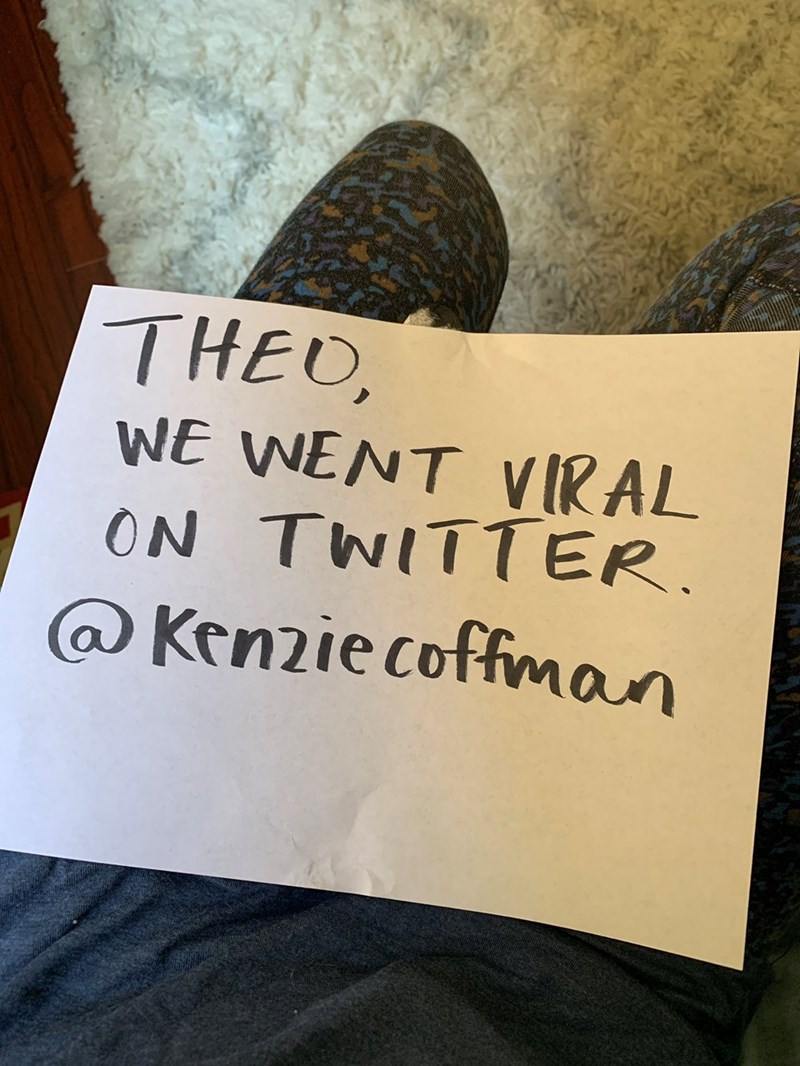 THEO,
WE WENT VIRAL
ON TWITTER.
@Kenziecoffman